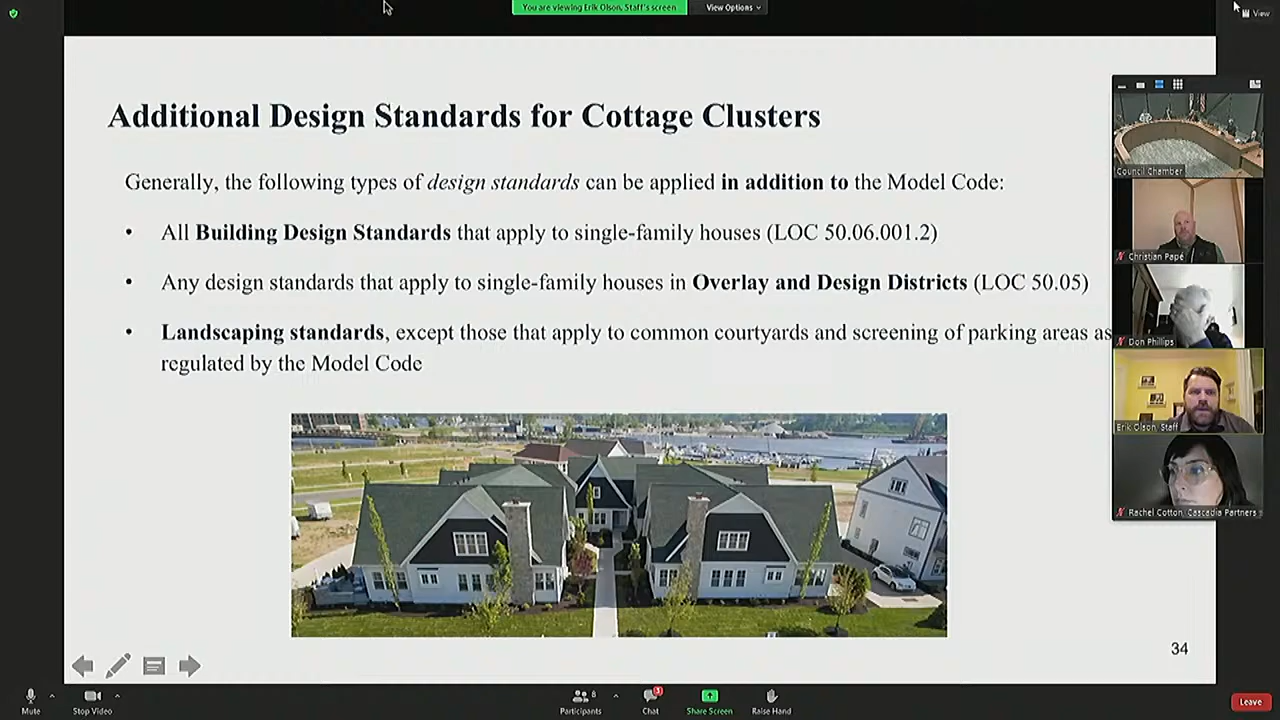 You are viewing Erik Olson, Staff's screen
View Options
View
Additional Design Standards for Cottage Clusters
Generally, the following types of design standards can be applied in addition to the Model Code:
• All Building Design Standards that apply to single-family houses (LOC 50.06.001.2)
• Any design standards that apply to single-family houses in Overlay and Design Districts (LOC 50.05)
• Landscaping standards, except those that apply to common courtyards and screening of parking areas as
regulated by the Model Code
34
Council Chamber
Christian Pape
Don Phillips
Erik Olson, Staff
Rachel Cotton, Cascadia Partners
Mute
Stop Video
Participants
8
Chat
3
Share Screen
Raise Hand
Leave